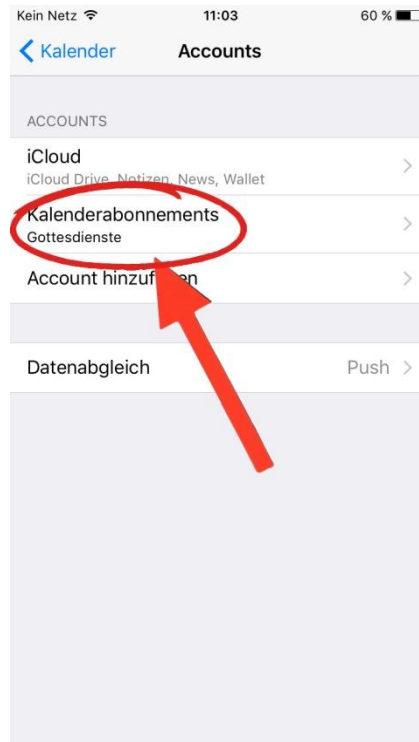 Kein Netz 11:03 60 %
Kalender Accounts
ACCOUNTS
iCloud
iCloud Drive, Notizen, News, Wallet
Kalenderabonnements
Gottesdienste
Account hinzufügen
Datenabgleich Push